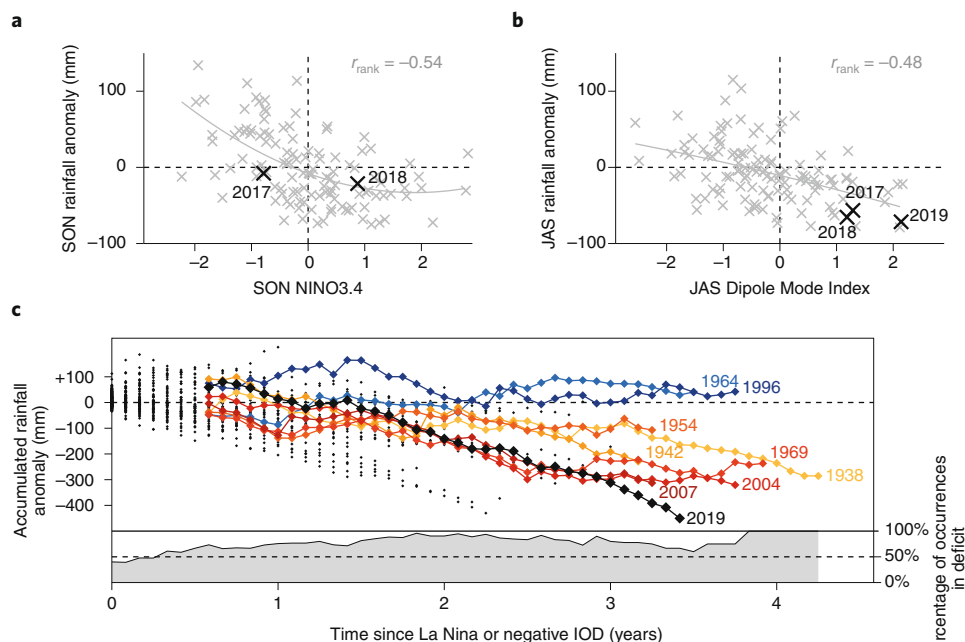 a
SON rainfall anomaly (mm)
100
0
−100
r rank = −0.54
2017
2018
−2 −1 0 1 2
SON NINO3.4
b
JAS rainfall anomaly (mm)
100
0
−100
r rank = −0.48
2017
2018
2019
−2 −1 0 1 2
JAS Dipole Mode Index
c
Accumulated rainfall
anomaly (mm)
+100
0
−100
−200
−300
−400
1964
1996
1954
1942
1969
1938
2004
2007
2019
100%
50%
0%
rcentage of occurrences
in deficit
0 1 2 3 4
Time since La Nina or negative IOD (years)